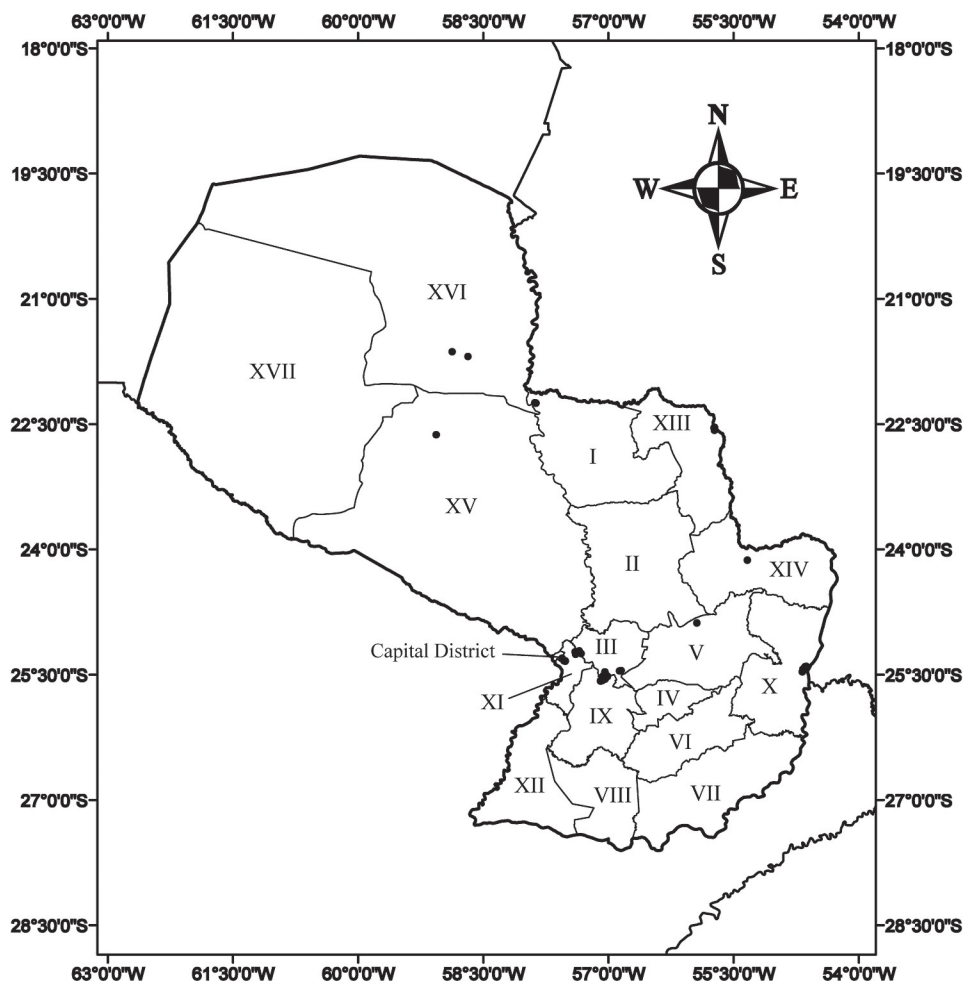 63°0'0"W 61°30'0"W 60°0'0"W 58°30'0"W 57°0'0"W 55°30'0"W 54°0'0"W
18°0'0"S 18°0'0"S
N
19°30'0"S 19°30'0"S
W E
S
XVI
21°0'0"S 21°0'0"S
XVII
22°30'0"S XIII 22°30'0"S
I
XV
24°0'0"S 24°0'0"S
II XIV
Capital District III V
25°30'0"S 25°30'0"S
XI IV X
IX
VI
27°0'0"S XII VIII VII 27°0'0"S
28°30'0"S 28°30'0"S
63°0'0"W 61°30'0"W 60°0'0"W 58°30'0"W 57°0'0"W 55°30'0"W 54°0'0"W